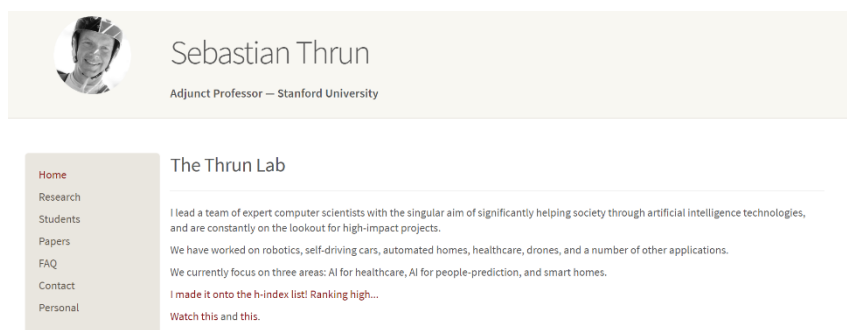 Sebastian Thrun
Adjunct Professor — Stanford University
Home
Research
Students
Papers
FAQ
Contact
Personal
The Thrun Lab
I lead a team of expert computer scientists with the singular aim of significantly helping society through artificial intelligence technologies,
and are constantly on the lookout for high-impact projects.
We have worked on robotics, self-driving cars, automated homes, healthcare, drones, and a number of other applications.
We currently focus on three areas: AI for healthcare, AI for people-prediction, and smart homes.
I made it onto the h-index list! Ranking high...
Watch this and this.